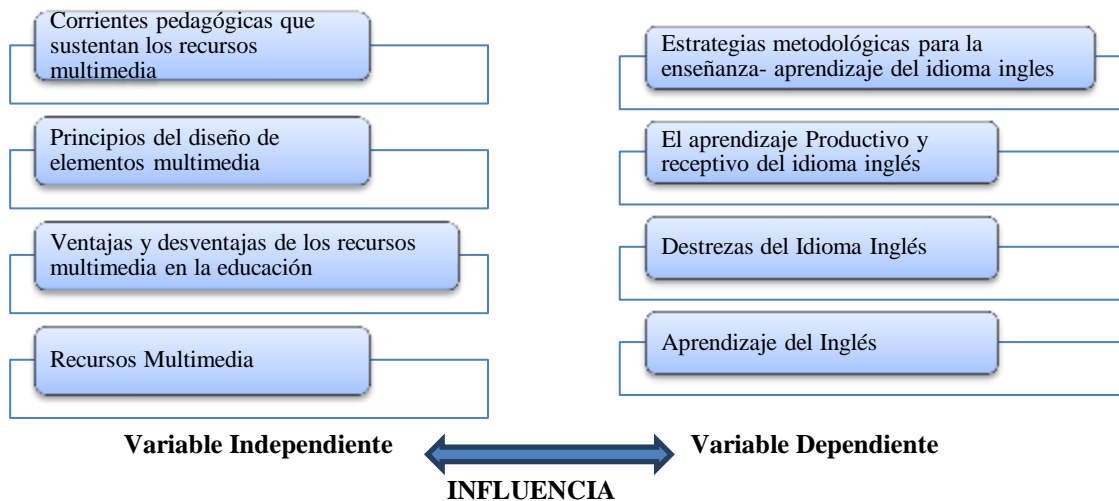 Corrientes pedagógicas que
sustentan los recursos
multimedia
Principios del diseño de
elementos multimedia
Ventajas y desventajas de los recursos
multimedia en la educación
Recursos Multimedia
Estrategias metodológicas para la
enseñanza- aprendizaje del idioma ingles
El aprendizaje Productivo y
receptivo del idioma inglés
Destrezas del Idioma Inglés
Aprendizaje del Inglés
Variable Independiente
Variable Dependiente
INFLUENCIA